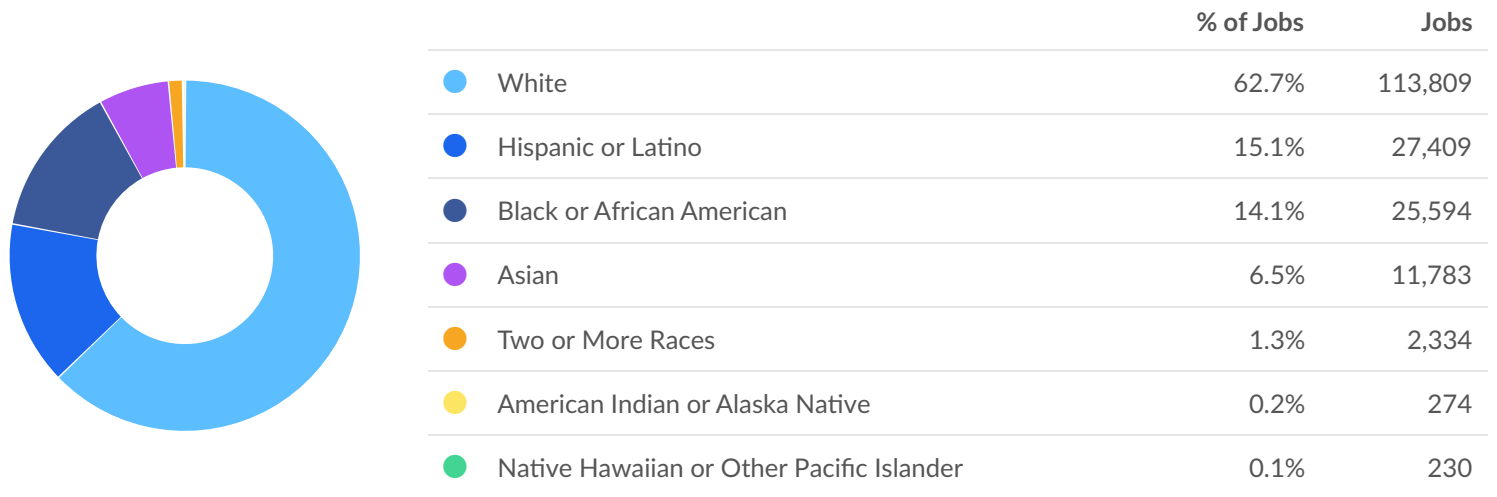 % of Jobs Jobs
White 62.7% 113,809
Hispanic or Latino 15.1% 27,409
Black or African American 14.1% 25,594
Asian 6.5% 11,783
Two or More Races 1.3% 2,334
American Indian or Alaska Native 0.2% 274
Native Hawaiian or Other Pacific Islander 0.1% 230